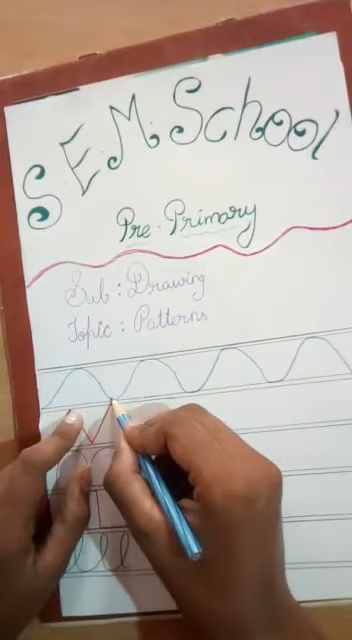 S E M. School
Pre-Primary
Sub : Drawing
Topic : Patterns